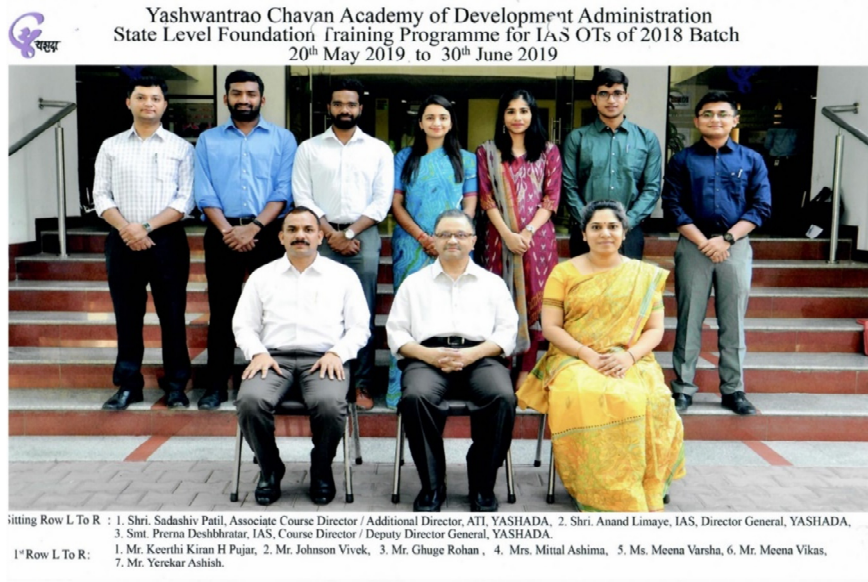 Yashwantrao Chavan Academy of Development Administration
State Level Foundation Training Programme for IAS OTs of 2018 Batch
20th May 2019 to 30th June 2019
यशदा
Sitting Row L To R : 1. Shri. Sadashiv Patil, Associate Course Director / Additional Director, ATI, YASHADA, 2. Shri. Anand Limaye, IAS, Director General, YASHADA,
3. Smt. Prerna Deshbhratar, IAS, Course Director / Deputy Director General, YASHADA.
1st Row L To R: 1. Mr. Keerthi Kiran H Pujar, 2. Mr. Johnson Vivek, 3. Mr. Ghuge Rohan , 4. Mrs. Mittal Ashima, 5. Ms. Meena Varsha, 6. Mr. Meena Vikas,
7. Mr. Yerekar Ashish.